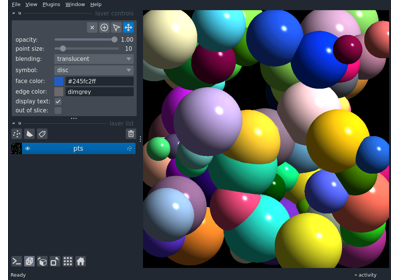 File View Plugins Window Help
layer controls
opacity: 1.00
point size: 10
blending: translucent
symbol: disc
face color: #245fc2ff
edge color: dimgrey
display text:
out of slice:
layer list
pts
Ready
activity